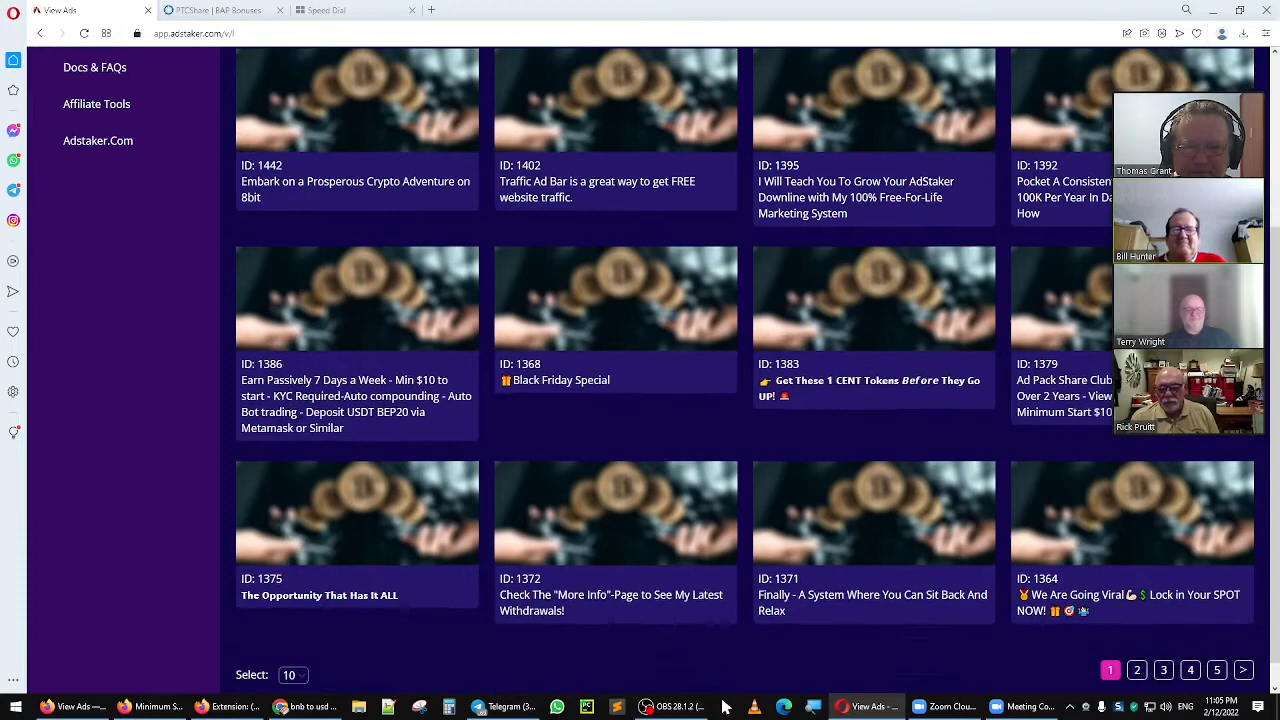 View Ads
PTCShare | BAP Bonuses
Speed Dial
app.adstaker.com/v/l
Docs & FAQs
Affiliate Tools
Adstaker.Com
ID: 1442
Embark on a Prosperous Crypto Adventure on
8bit
ID: 1402
Traffic Ad Bar is a great way to get FREE
website traffic.
ID: 1395
I Will Teach You To Grow Your AdStaker
Downline with My 100% Free-For-Life
Marketing System
ID: 1392
Pocket A Consistent
100K Per Year In Da
How
Thomas Grant
Bill Hunter
Terry Wright
Rick Pruitt
ID: 1386
Earn Passively 7 Days a Week - Min $10 to
start - KYC Required-Auto compounding - Auto
Bot trading - Deposit USDT BEP20 via
Metamask or Similar
ID: 1368
🎁Black Friday Special
ID: 1383
👉 Get These 1 CENT Tokens Before They Go
UP! 🚨
ID: 1379
Ad Pack Share Club
Over 2 Years - View
Minimum Start $10
ID: 1375
The Opportunity That Has It ALL
ID: 1372
Check The "More Info"-Page to See My Latest
Withdrawals!
ID: 1371
Finally - A System Where You Can Sit Back And
Relax
ID: 1364
🏅We Are Going Viral💪💲Lock in Your SPOT
NOW! 🎁 🎯 🤹
Select: 10
1 2 3 4 5 >
View Ads —...
Minimum S...
Extension: (...
bnb to usd ...
Telegram (3...
OBS 28.1.2 (...
View Ads - ...
Zoom Clou...
Meeting Co...
11:05 PM
2/12/2022